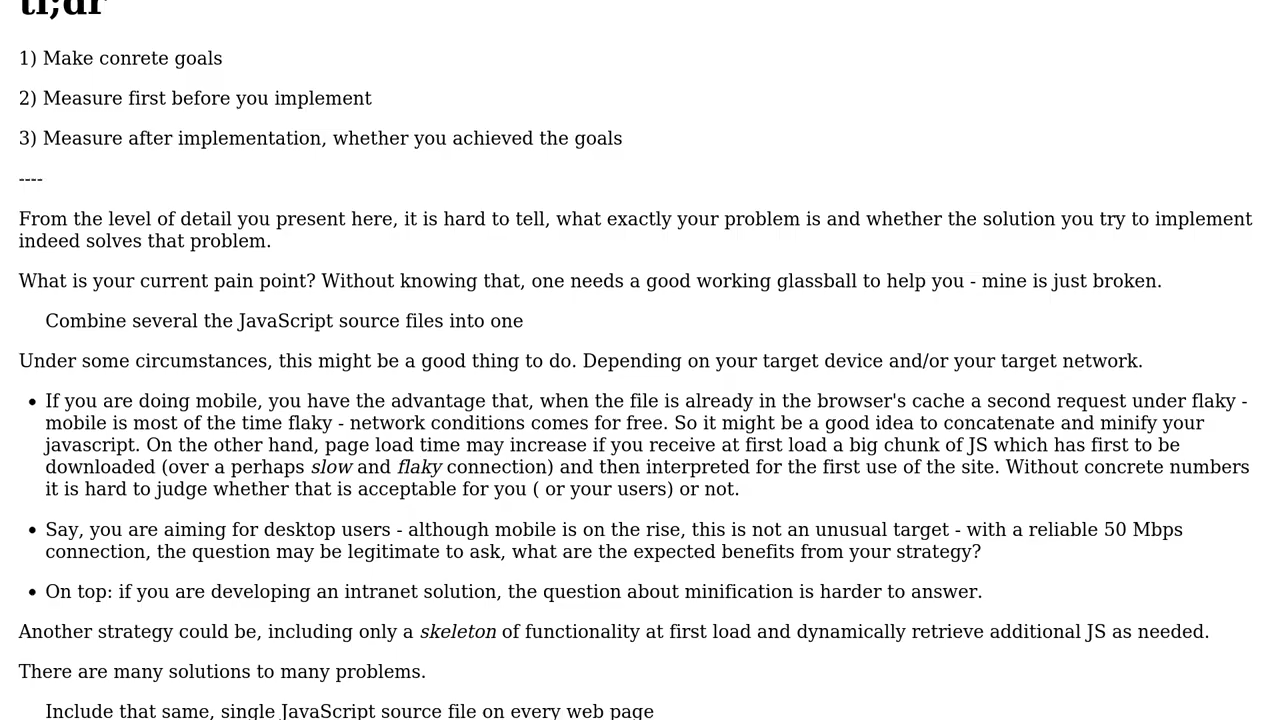 tl;dr
1) Make conrete goals
2) Measure first before you implement
3) Measure after implementation, whether you achieved the goals
----
From the level of detail you present here, it is hard to tell, what exactly your problem is and whether the solution you try to implement
indeed solves that problem.
What is your current pain point? Without knowing that, one needs a good working glassball to help you - mine is just broken.
Combine several the JavaScript source files into one
Under some circumstances, this might be a good thing to do. Depending on your target device and/or your target network.
• If you are doing mobile, you have the advantage that, when the file is already in the browser's cache a second request under flaky -
mobile is most of the time flaky - network conditions comes for free. So it might be a good idea to concatenate and minify your
javascript. On the other hand, page load time may increase if you receive at first load a big chunk of JS which has first to be
downloaded (over a perhaps slow and flaky connection) and then interpreted for the first use of the site. Without concrete numbers
it is hard to judge whether that is acceptable for you ( or your users) or not.
• Say, you are aiming for desktop users - although mobile is on the rise, this is not an unusual target - with a reliable 50 Mbps
connection, the question may be legitimate to ask, what are the expected benefits from your strategy?
• On top: if you are developing an intranet solution, the question about minification is harder to answer.
Another strategy could be, including only a skeleton of functionality at first load and dynamically retrieve additional JS as needed.
There are many solutions to many problems.
Include that same, single JavaScript source file on every web page